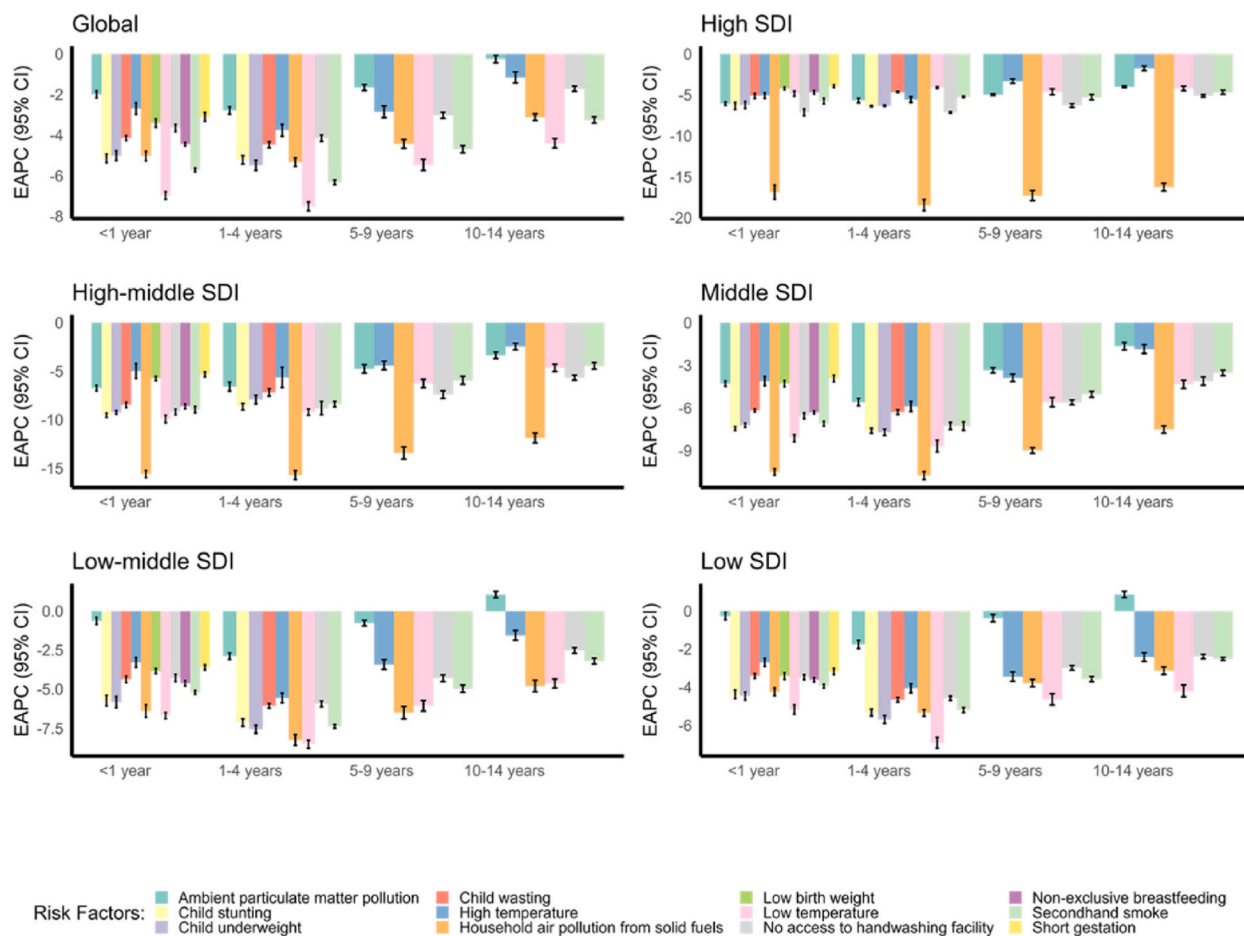 Global
High SDI
EAPC (95% CI)
0
-2
-4
-6
-8
<1 year
1-4 years
5-9 years
10-14 years
EAPC (95% CI)
0
-5
-10
-15
-20
<1 year
1-4 years
5-9 years
10-14 years
High-middle SDI
Middle SDI
EAPC (95% CI)
0
-5
-10
-15
<1 year
1-4 years
5-9 years
10-14 years
EAPC (95% CI)
0
-3
-6
-9
<1 year
1-4 years
5-9 years
10-14 years
Low-middle SDI
Low SDI
EAPC (95% CI)
0.0
-2.5
-5.0
-7.5
<1 year
1-4 years
5-9 years
10-14 years
EAPC (95% CI)
0
-2
-4
-6
<1 year
1-4 years
5-9 years
10-14 years
Risk Factors:
Ambient particulate matter pollution
Child stunting
Child underweight
Child wasting
High temperature
Household air pollution from solid fuels
Low birth weight
Low temperature
No access to handwashing facility
Non-exclusive breastfeeding
Secondhand smoke
Short gestation